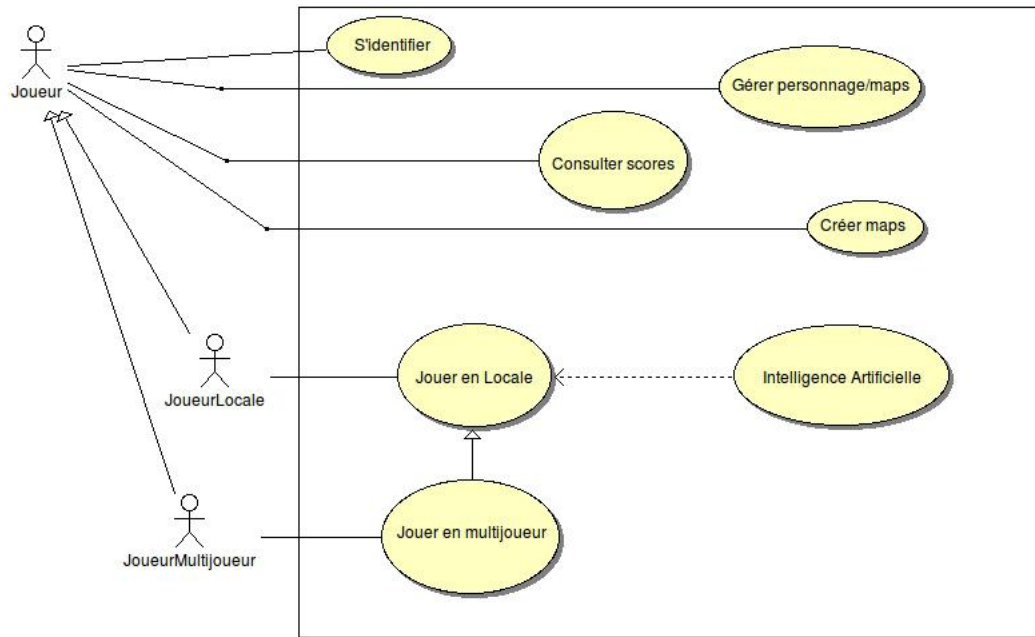 S'identifier
Joueur
Gérer personnage/maps
Consulter scores
Créer maps
JoueurLocale
Jouer en Locale
Intelligence Artificielle
Jouer en multijoueur
JoueurMultijoueur